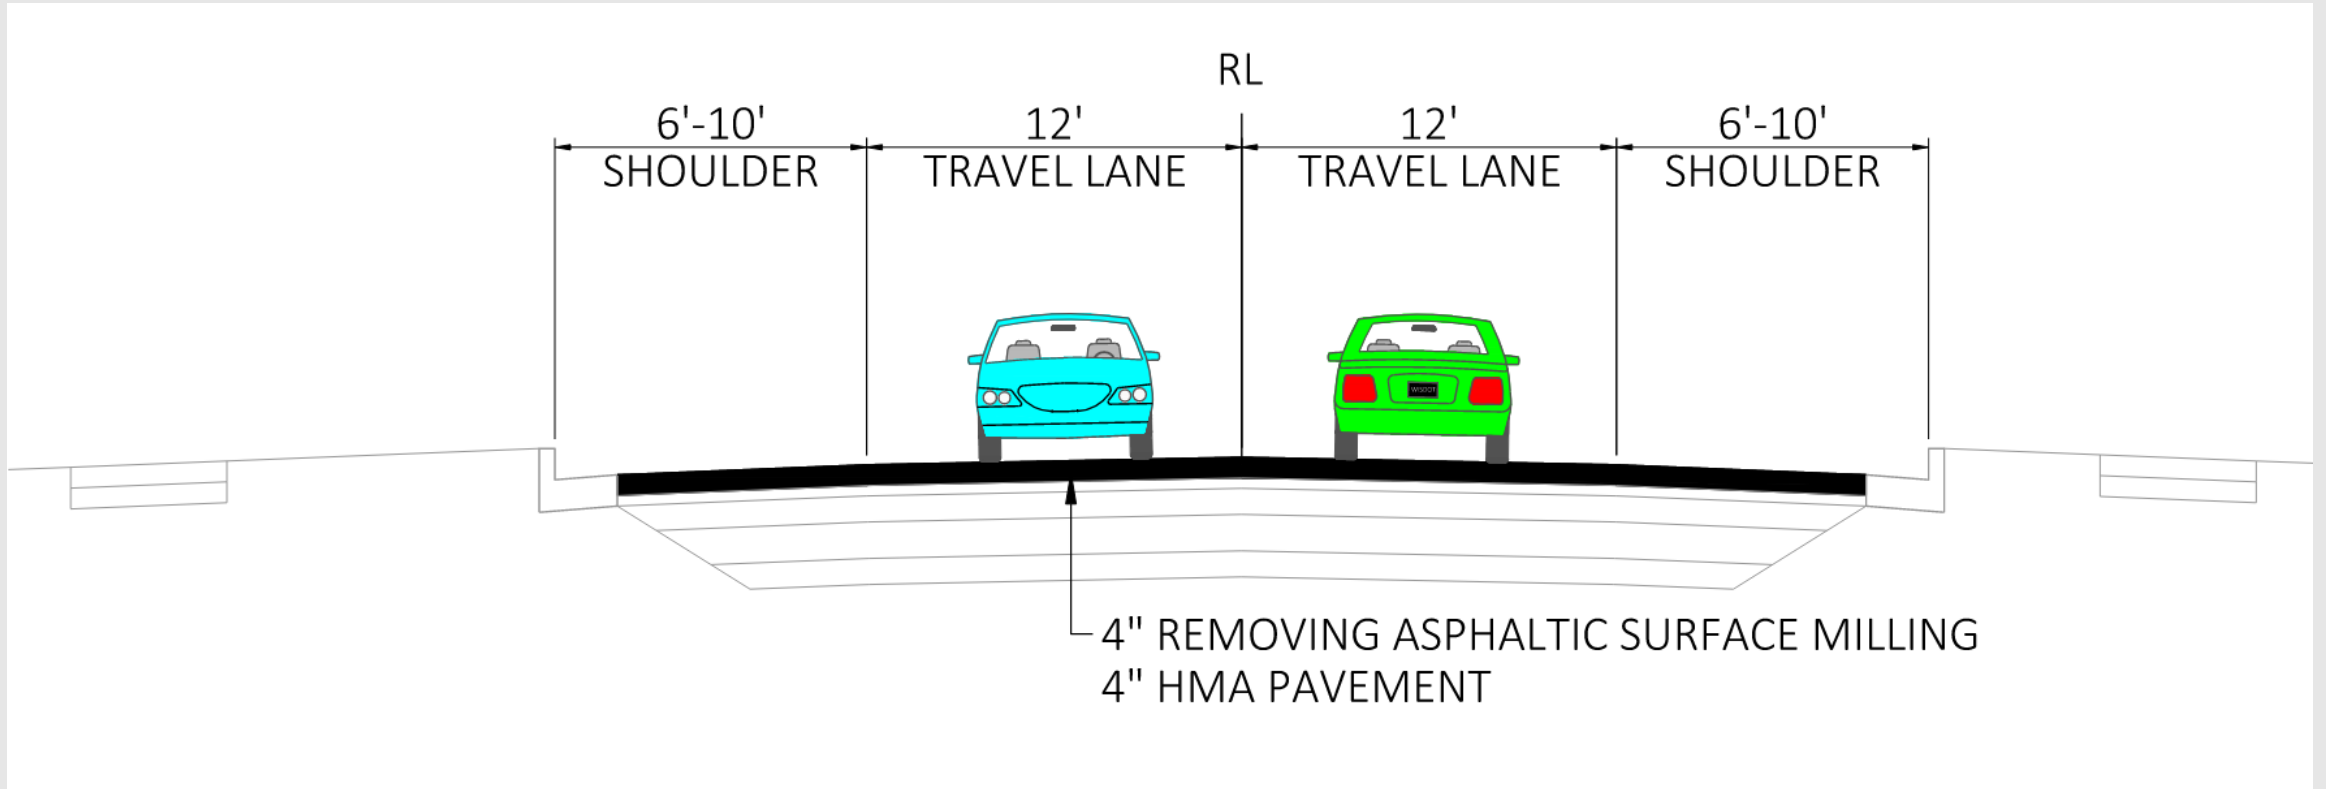 RL
6'-10'
SHOULDER
12'
TRAVEL LANE
12'
TRAVEL LANE
6'-10'
SHOULDER
WISDOT
4" REMOVING ASPHALTIC SURFACE MILLING
4" HMA PAVEMENT